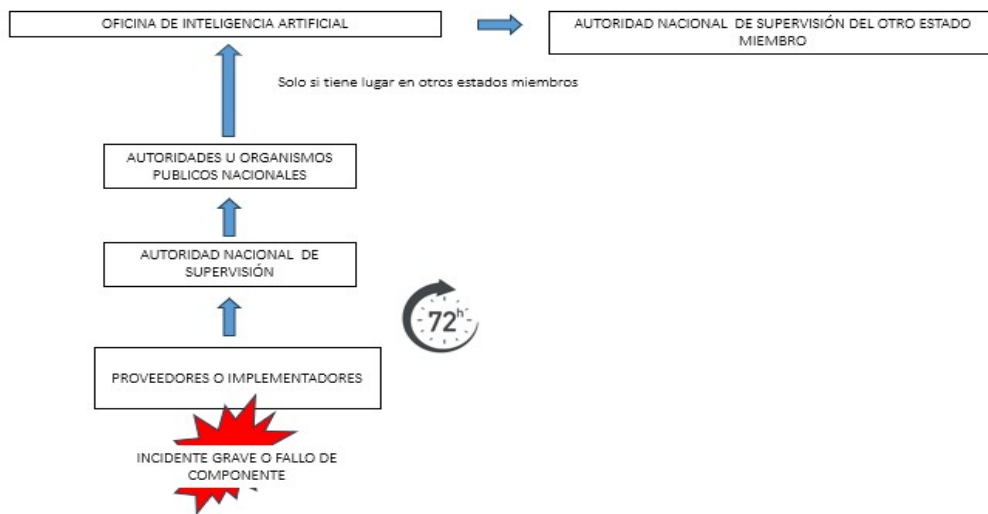 OFICINA DE INTELIGENCIA ARTIFICIAL
AUTORIDAD NACIONAL DE SUPERVISIÓN DEL OTRO ESTADO
MIEMBRO
Solo si tiene lugar en otros estados miembros
AUTORIDADES U ORGANISMOS
PUBLICOS NACIONALES
AUTORIDAD NACIONAL DE
SUPERVISIÓN
72h
PROVEEDORES O IMPLEMENTADORES
INCIDENTE GRAVE O FALLO DE
COMPONENTE